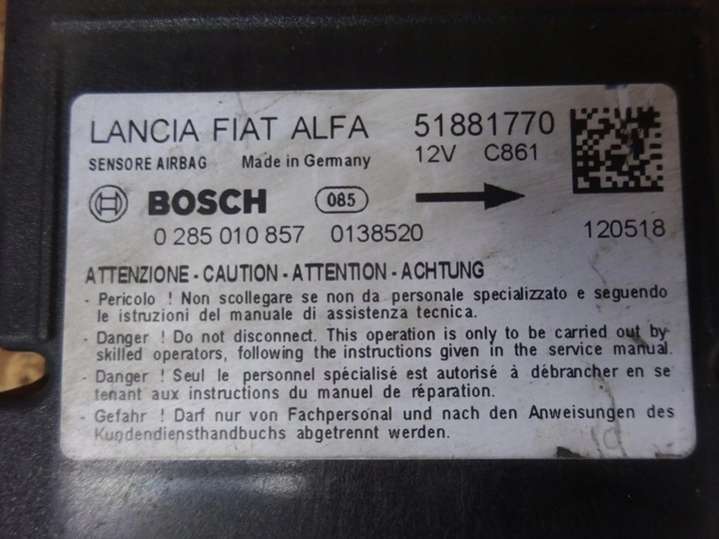 LANCIA FIAT ALFA 51881770
SENSORE AIRBAG Made in Germany 12V C861
BOSCH 085
0 285 010 857 0138520 120518
ATTENZIONE - CAUTION - ATTENTION - ACHTUNG
- Pericolo ! Non scollegare se non da personale specializzato e seguendo
le istruzioni del manuale di assistenza tecnica.
- Danger ! Do not disconnect. This operation is only to be carried out by
skilled operators, following the instructions given in the service manual.
- Danger ! Seul le personnel spécialisé est autorisé à débrancher en se
tenant aux instructions du manuel de réparation.
- Gefahr ! Darf nur von Fachpersonal und nach den Anweisungen des
Kundendiensthandbuchs abgetrennt werden.